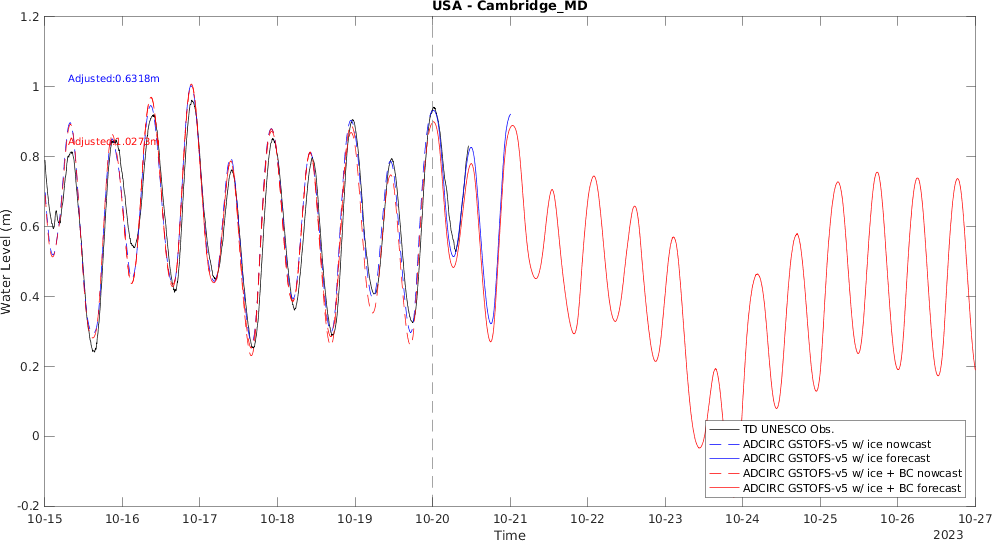 USA - Cambridge_MD
1.2
1
0.8
0.6
0.4
0.2
0
-0.2
Water Level (m)
Adjusted:0.6318m
Adjusted:1.0273m
TD UNESCO Obs.
ADCIRC GSTOFS-v5 w/ ice nowcast
ADCIRC GSTOFS-v5 w/ ice forecast
ADCIRC GSTOFS-v5 w/ ice + BC nowcast
ADCIRC GSTOFS-v5 w/ ice + BC forecast
10-15 10-16 10-17 10-18 10-19 10-20 10-21 10-22 10-23 10-24 10-25 10-26 10-27
Time
2023